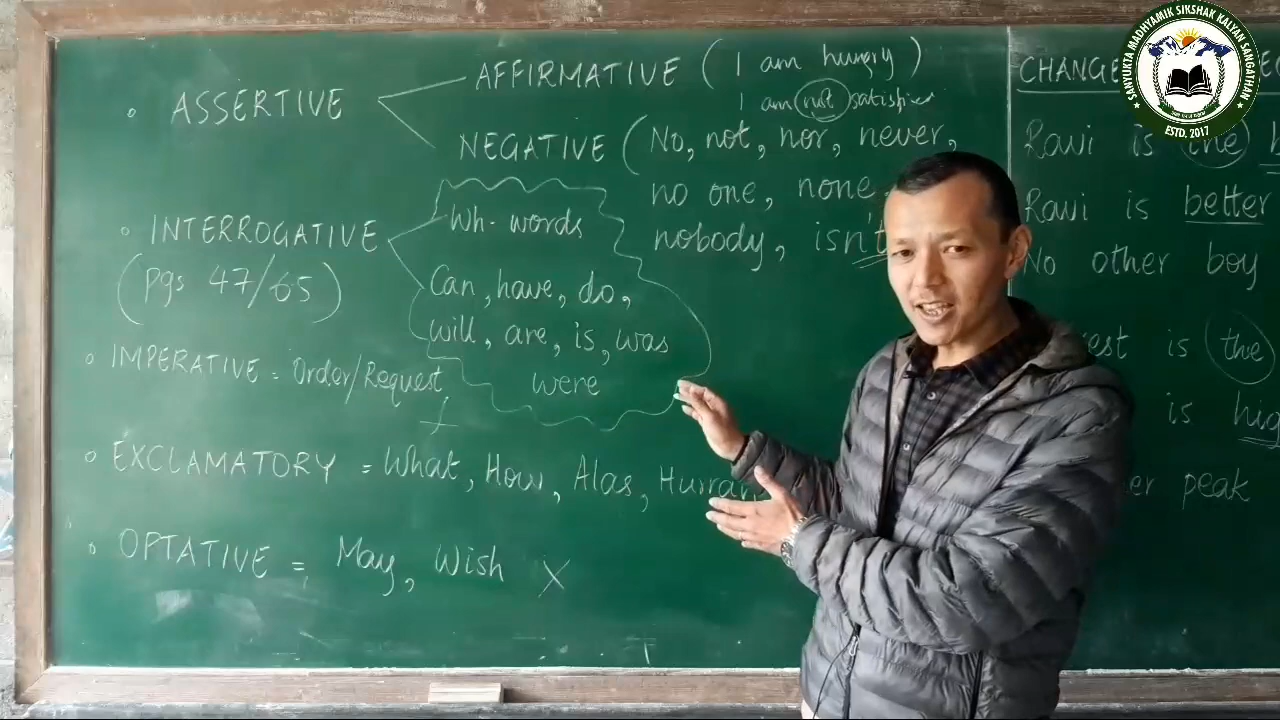 ASSERTIVE
AFFIRMATIVE ( I am hungry )
I am not satisfied
NEGATIVE ( No, not, nor, never,
no one, none
nobody, isn't
INTERROGATIVE
(pgs 47/65)
Wh- words
Can, have, do,
will, are, is, was
were
IMPERATIVE = Order/Request
EXCLAMATORY = What, How, Alas, Hurrah
OPTATIVE = May, Wish X
CHANGE
Rawi is the
Rawi is better
No other boy
is the
is hig
er peak
SANYUKTA MADHYAMIK SIKSHAK KALYAN SANGATHAN
ESTD. 2017